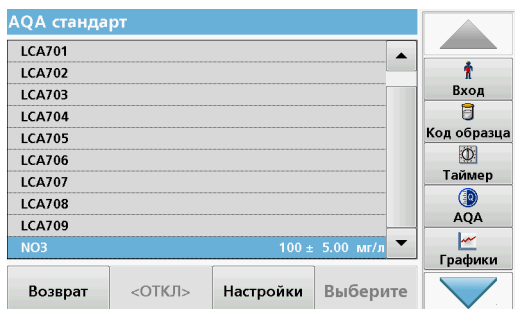 AQA стандарт
LCA701
LCA702
LCA703
LCA704
LCA705
LCA706
LCA707
LCA708
LCA709
NO3 100 ± 5.00 мг/л
Возврат <ОТКЛ> Настройки Выберите
Вход
Код образца
Таймер
AQA
Графики